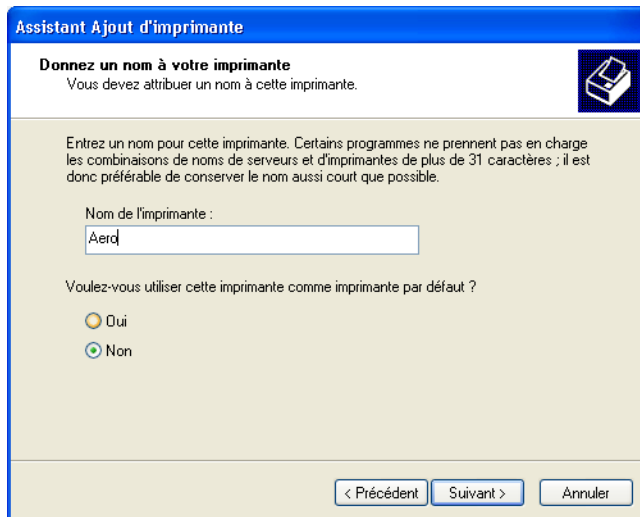 Assistant Ajout d'imprimante
Donnez un nom à votre imprimante
Vous devez attribuer un nom à cette imprimante.
Entrez un nom pour cette imprimante. Certains programmes ne prennent pas en charge
les combinaisons de noms de serveurs et d'imprimantes de plus de 31 caractères ; il est
donc préférable de conserver le nom aussi court que possible.
Nom de l'imprimante :
Aero
Voulez-vous utiliser cette imprimante comme imprimante par défaut ?
Oui
Non
< Précédent Suivant > Annuler